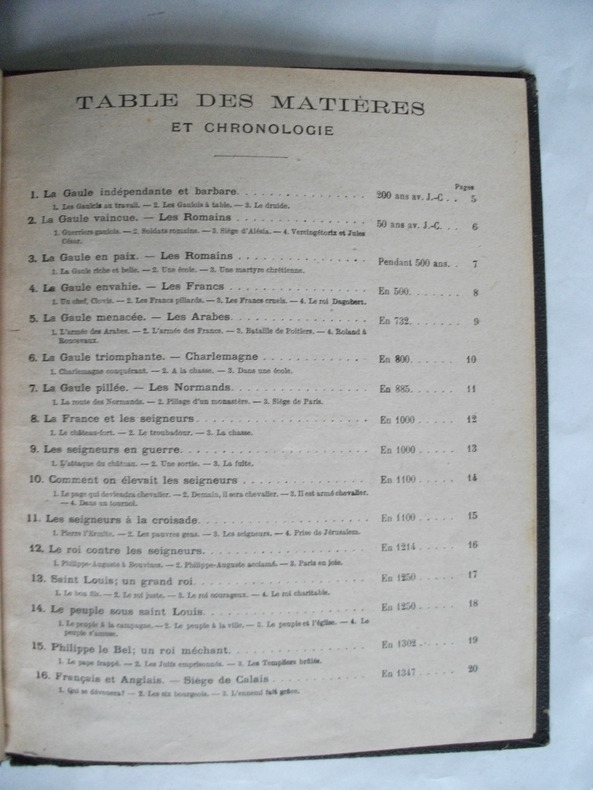 TABLE DES MATIÈRES
ET CHRONOLOGIE
Pages
1. La Gaule indépendante et barbare. . . . . . . . . . . . . 200 ans av. J.-C . . 5
1. Les Gaulois au travail. — 2. Les Gaulois à table. — 3. Le druide.
2. La Gaule vaincue. — Les Romains . . . . . . . . . . . . . 50 ans av. J.-C. . . 6
1. Guerriers gaulois. — 2. Soldats romains. — 3. Siège d'Alésia. — 4. Vercingétorix et Jules
César.
3. La Gaule en paix. — Les Romains . . . . . . . . . . . . . Pendant 500 ans. . 7
1. La Gaule riche et belle. — 2. Une école. — 3. Une martyre chrétienne.
4. La Gaule envahie. — Les Francs . . . . . . . . . . . . . En 500. . . . . . . 8
1. Un chef, Clovis. — 2. Les Francs pillards. — 3. Les Francs cruels. — 4. Le roi Dagobert.
5. La Gaule menacée. — Les Arabes. . . . . . . . . . . . . . En 732. . . . . . . 9
1. L'armée des Arabes. — 2. L'armée des Francs. — 3. Bataille de Poitiers. — 4. Roland à
Roncevaux.
6. La Gaule triomphante. — Charlemagne . . . . . . . . . . . En 800. . . . . . . 10
1. Charlemagne conquérant. — 2. A la chasse. — 3. Dans une école.
7. La Gaule pillée. — Les Normands. . . . . . . . . . . . . . En 885. . . . . . . 11
1. La route des Normands. — 2. Pillage d'un monastère. — 3. Siège de Paris.
8. La France et les seigneurs . . . . . . . . . . . . . . . . En 1000 . . . . . . 12
1. Le château-fort. — 2. Le troubadour. — 3. La chasse.
9. Les seigneurs en guerre. . . . . . . . . . . . . . . . . . En 1000 . . . . . . 13
1. L'attaque du château. — 2. Une sortie. — 3. La fuite.
10. Comment on élevait les seigneurs . . . . . . . . . . . . En 1100 . . . . . . 14
1. Le page qui deviendra chevalier. — 2. Demain, il sera chevalier. — 3. Il est armé chevalier.
— 4. Dans un tournoi.
11. Les seigneurs à la croisade. . . . . . . . . . . . . . . . En 1100 . . . . . 15
1. Pierre l'Ermite. — 2. Les pauvres gens. — 3. Les seigneurs. — 4. Prise de Jérusalem.
12. Le roi contre les seigneurs. . . . . . . . . . . . . . . . En 1214 . . . . . 16
1. Philippe-Auguste à Bouvines. — 2. Philippe-Auguste acclamé. — 3. Paris en joie.
13. Saint Louis; un grand roi. . . . . . . . . . . . . . . . . En 1250 . . . . . 17
1. Le bon fils. — 2. Le roi juste. — 3. Le roi courageux. — 4. Le roi charitable.
14. Le peuple sous saint Louis. . . . . . . . . . . . . . . . En 1250 . . . . . 18
1. Le peuple à la campagne. — 2. Le peuple à la ville. — 3. Le peuple et l'église. — 4. Le
peuple s'amuse.
15. Philippe le Bel; un roi méchant. . . . . . . . . . . . . . En 1302 . . . . . 19
1. Le pape frappé. — 2. Les Juifs emprisonnés. — 3. Les Templiers brûlés.
16. Français et Anglais. — Siège de Calais . . . . . . . . . . En 1347 . . . . . 20
1. Qui se dévouera? — 2. Les six bourgeois. — 3. L'ennemi fait grâce.